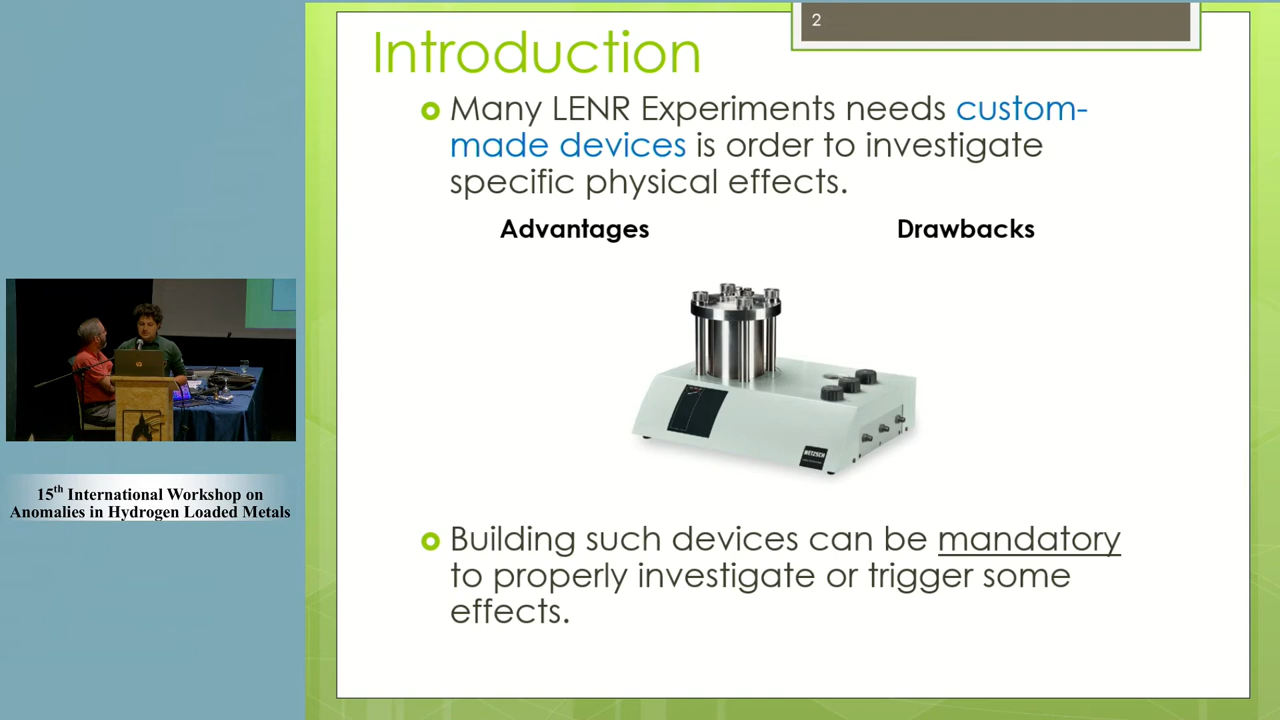 2
Introduction
Many LENR Experiments needs custom-
made devices is order to investigate
specific physical effects.
Advantages
Drawbacks
NETZSCH
Building such devices can be mandatory
to properly investigate or trigger some
effects.
15th International Workshop on
Anomalies in Hydrogen Loaded Metals